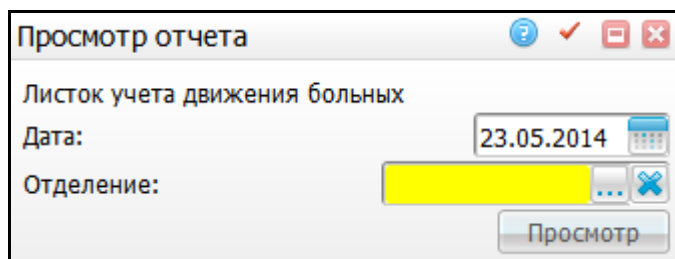 Просмотр отчета
Листок учета движения больных
Дата: 23.05.2014
Отделение: ...
Просмотр